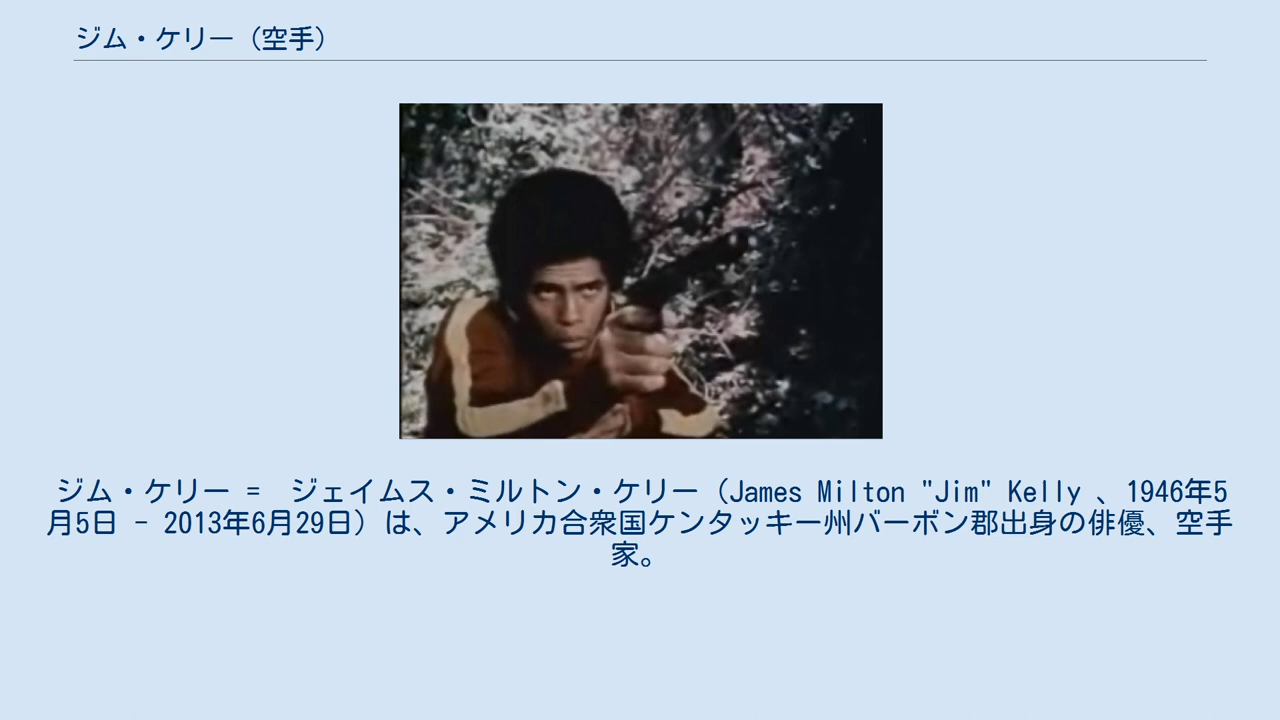 ジム・ケリー（空手）
ジム・ケリー =　ジェイムス・ミルトン・ケリー（James Milton "Jim" Kelly 、1946年5
月5日 - 2013年6月29日）は、アメリカ合衆国ケンタッキー州バーボン郡出身の俳優、空手
家。